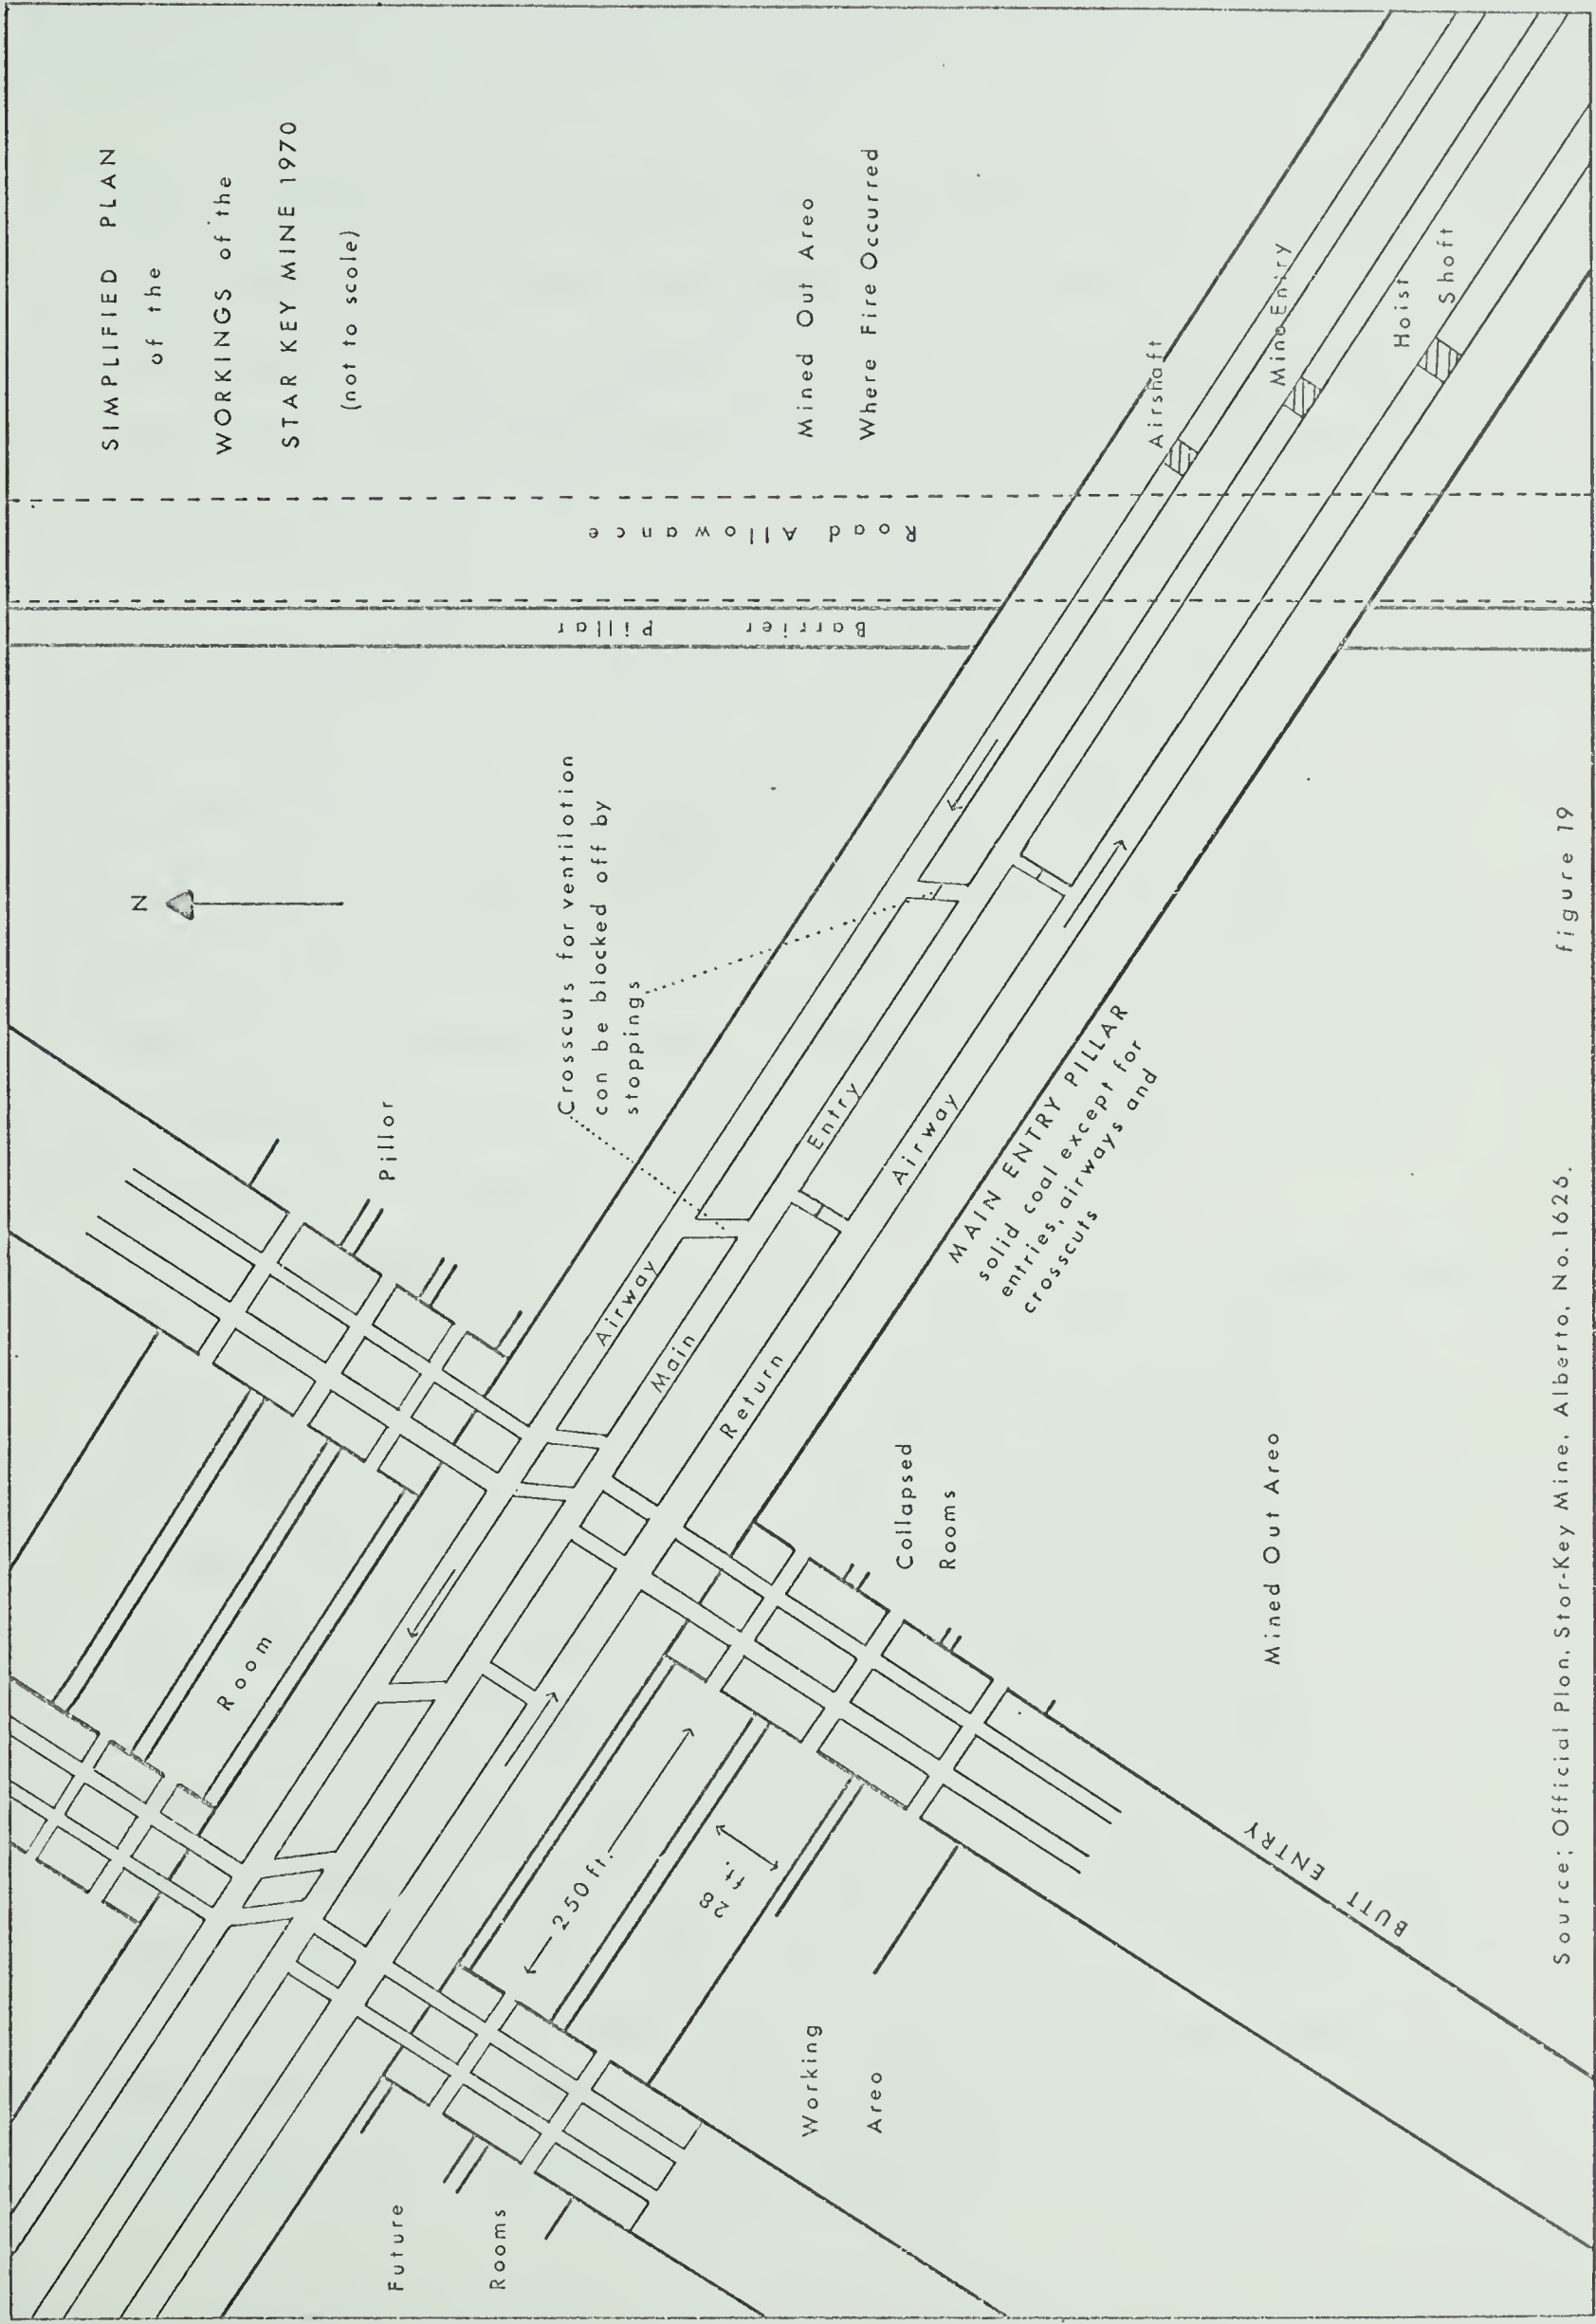 SIMPLIFIED PLAN
of the
WORKINGS of the
STAR KEY MINE 1970
(not to scale)
N
Mined Out Area
Where Fire Occurred
Road Allowance
Barrier Pillar
Crosscuts for ventilation
can be blocked off by
stoppings
Pillar
Room
Airshaft
Mine Entry
Hoist
Shaft
Airway
Main Entry
Return Airway
MAIN ENTRY PILLAR
solid coal except for
entries, airways and
crosscuts
Collapsed
Rooms
Mined Out Area
250 ft.
28
ft.
Working
Area
Future
Rooms
BUTT ENTRY
Source; Official Plan, Star-Key Mine, Alberta, No. 1626.
figure 19